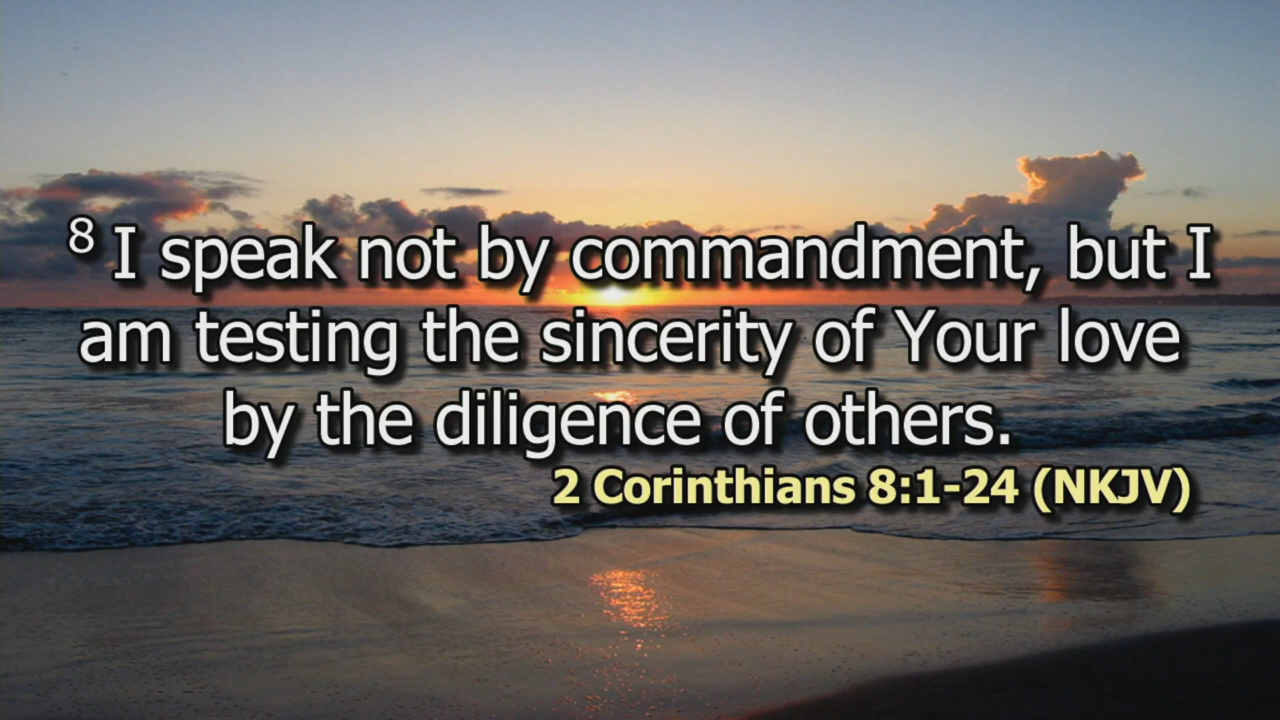 8 I speak not by commandment, but I
am testing the sincerity of Your love
by the diligence of others.
2 Corinthians 8:1-24 (NKJV)